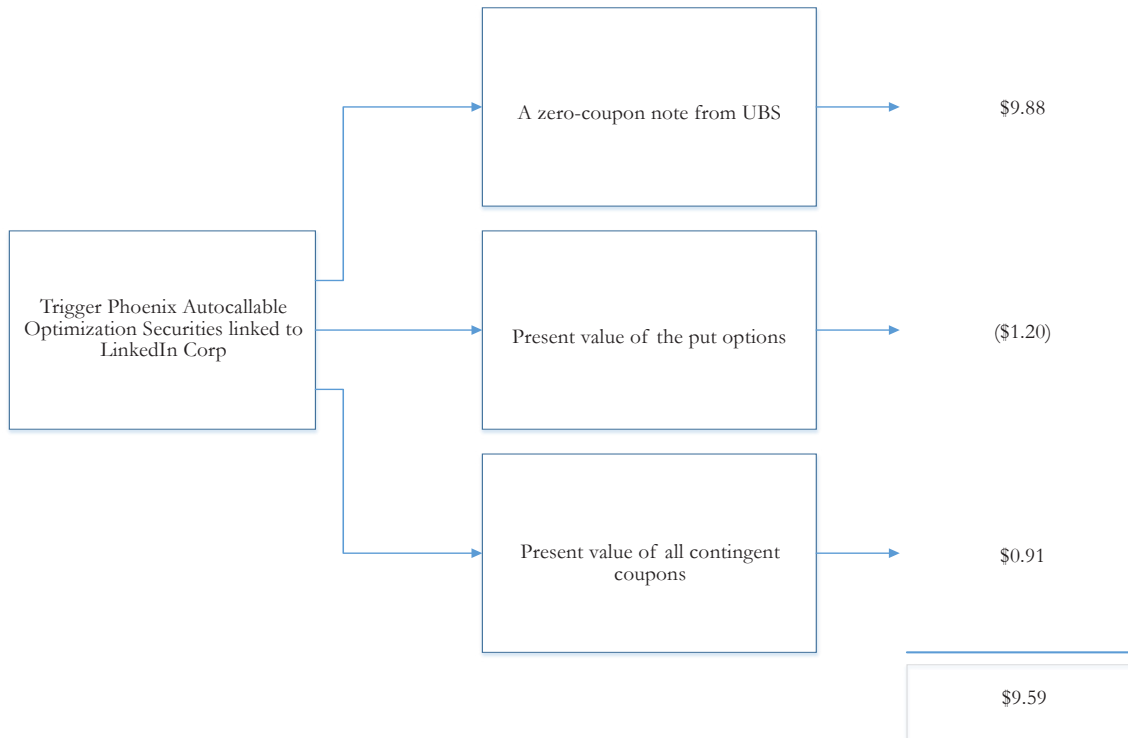 A zero-coupon note from UBS
$9.88
Trigger Phoenix Autocallable
Optimization Securities linked to
LinkedIn Corp
Present value of the put options
($1.20)
Present value of all contingent
coupons
$0.91
$9.59